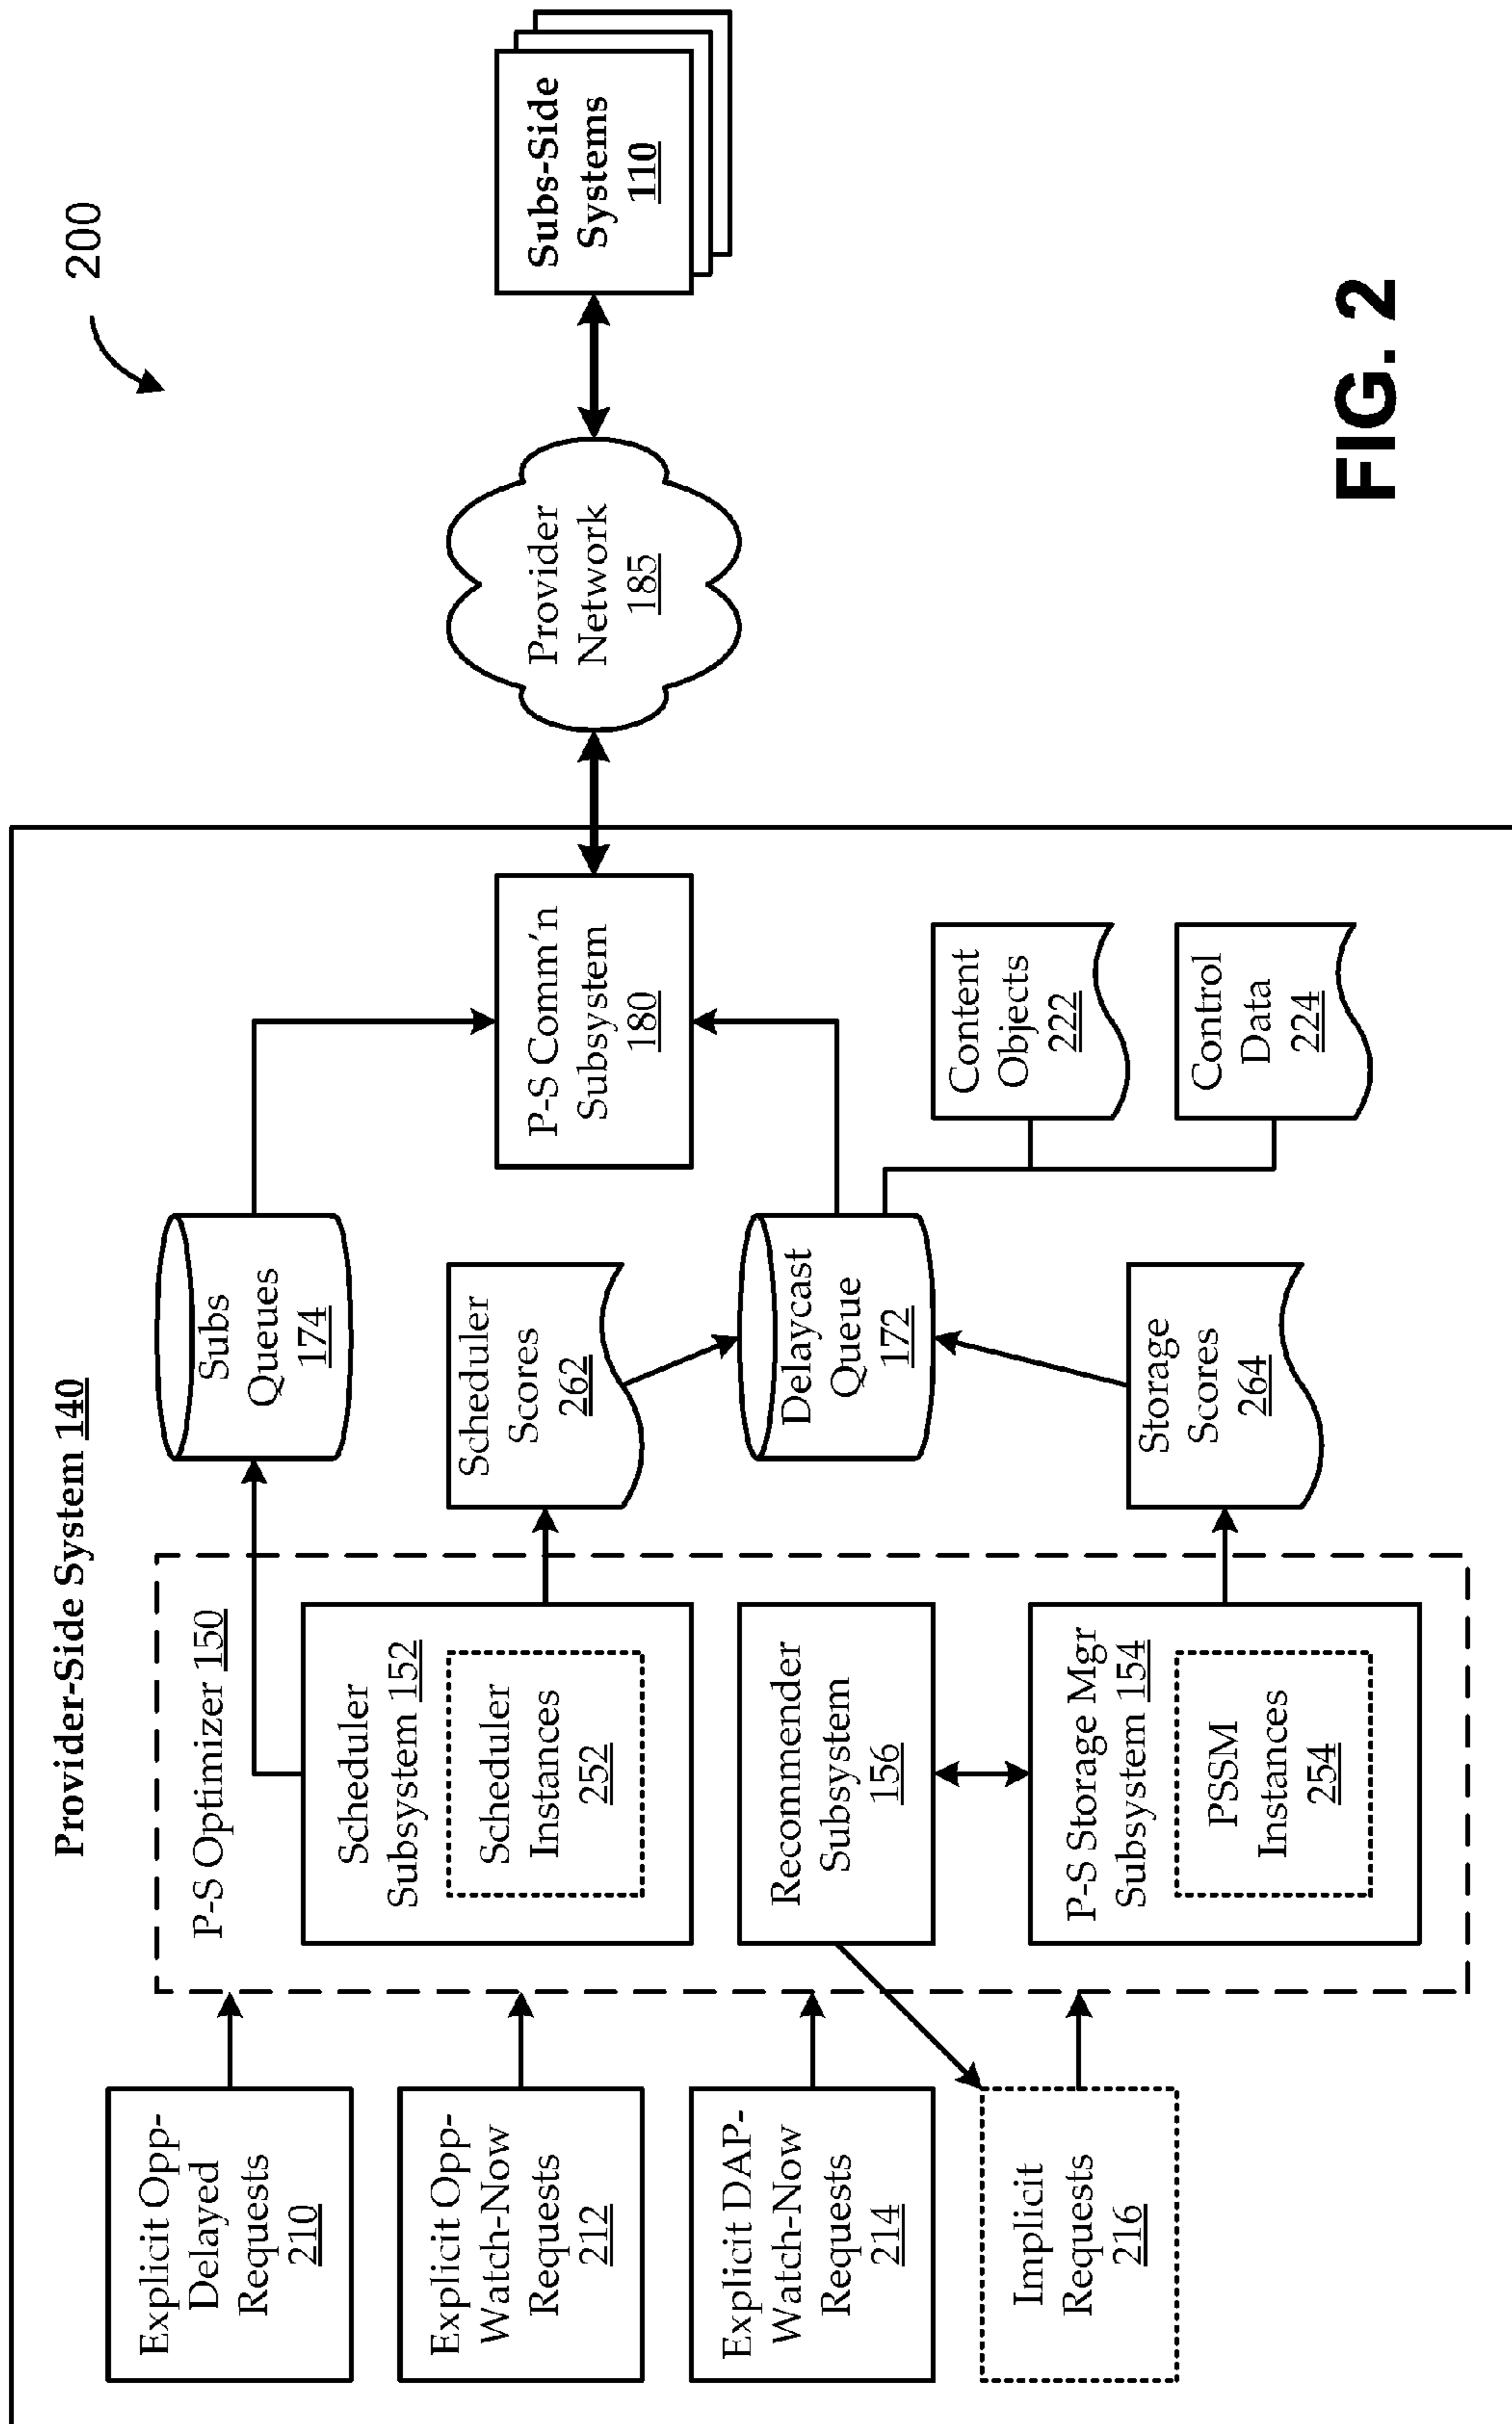 200
Provider-Side System 140
P-S Optimizer 150
Explicit Opp-
Delayed
Requests
210
Explicit Opp-
Watch-Now
Requests
212
Explicit DAP-
Watch-Now
Requests
214
Implicit
Requests
216
Scheduler
Subsystem 152
Scheduler
Instances
252
Recommender
Subsystem
156
P-S Storage Mgr
Subsystem 154
PSSM
Instances
254
Subs
Queues
174
Scheduler
Scores
262
Delaycast
Queue
172
Storage
Scores
264
P-S Comm'n
Subsystem
180
Content
Objects
222
Control
Data
224
Provider
Network
185
Subs-Side
Systems
110
FIG. 2